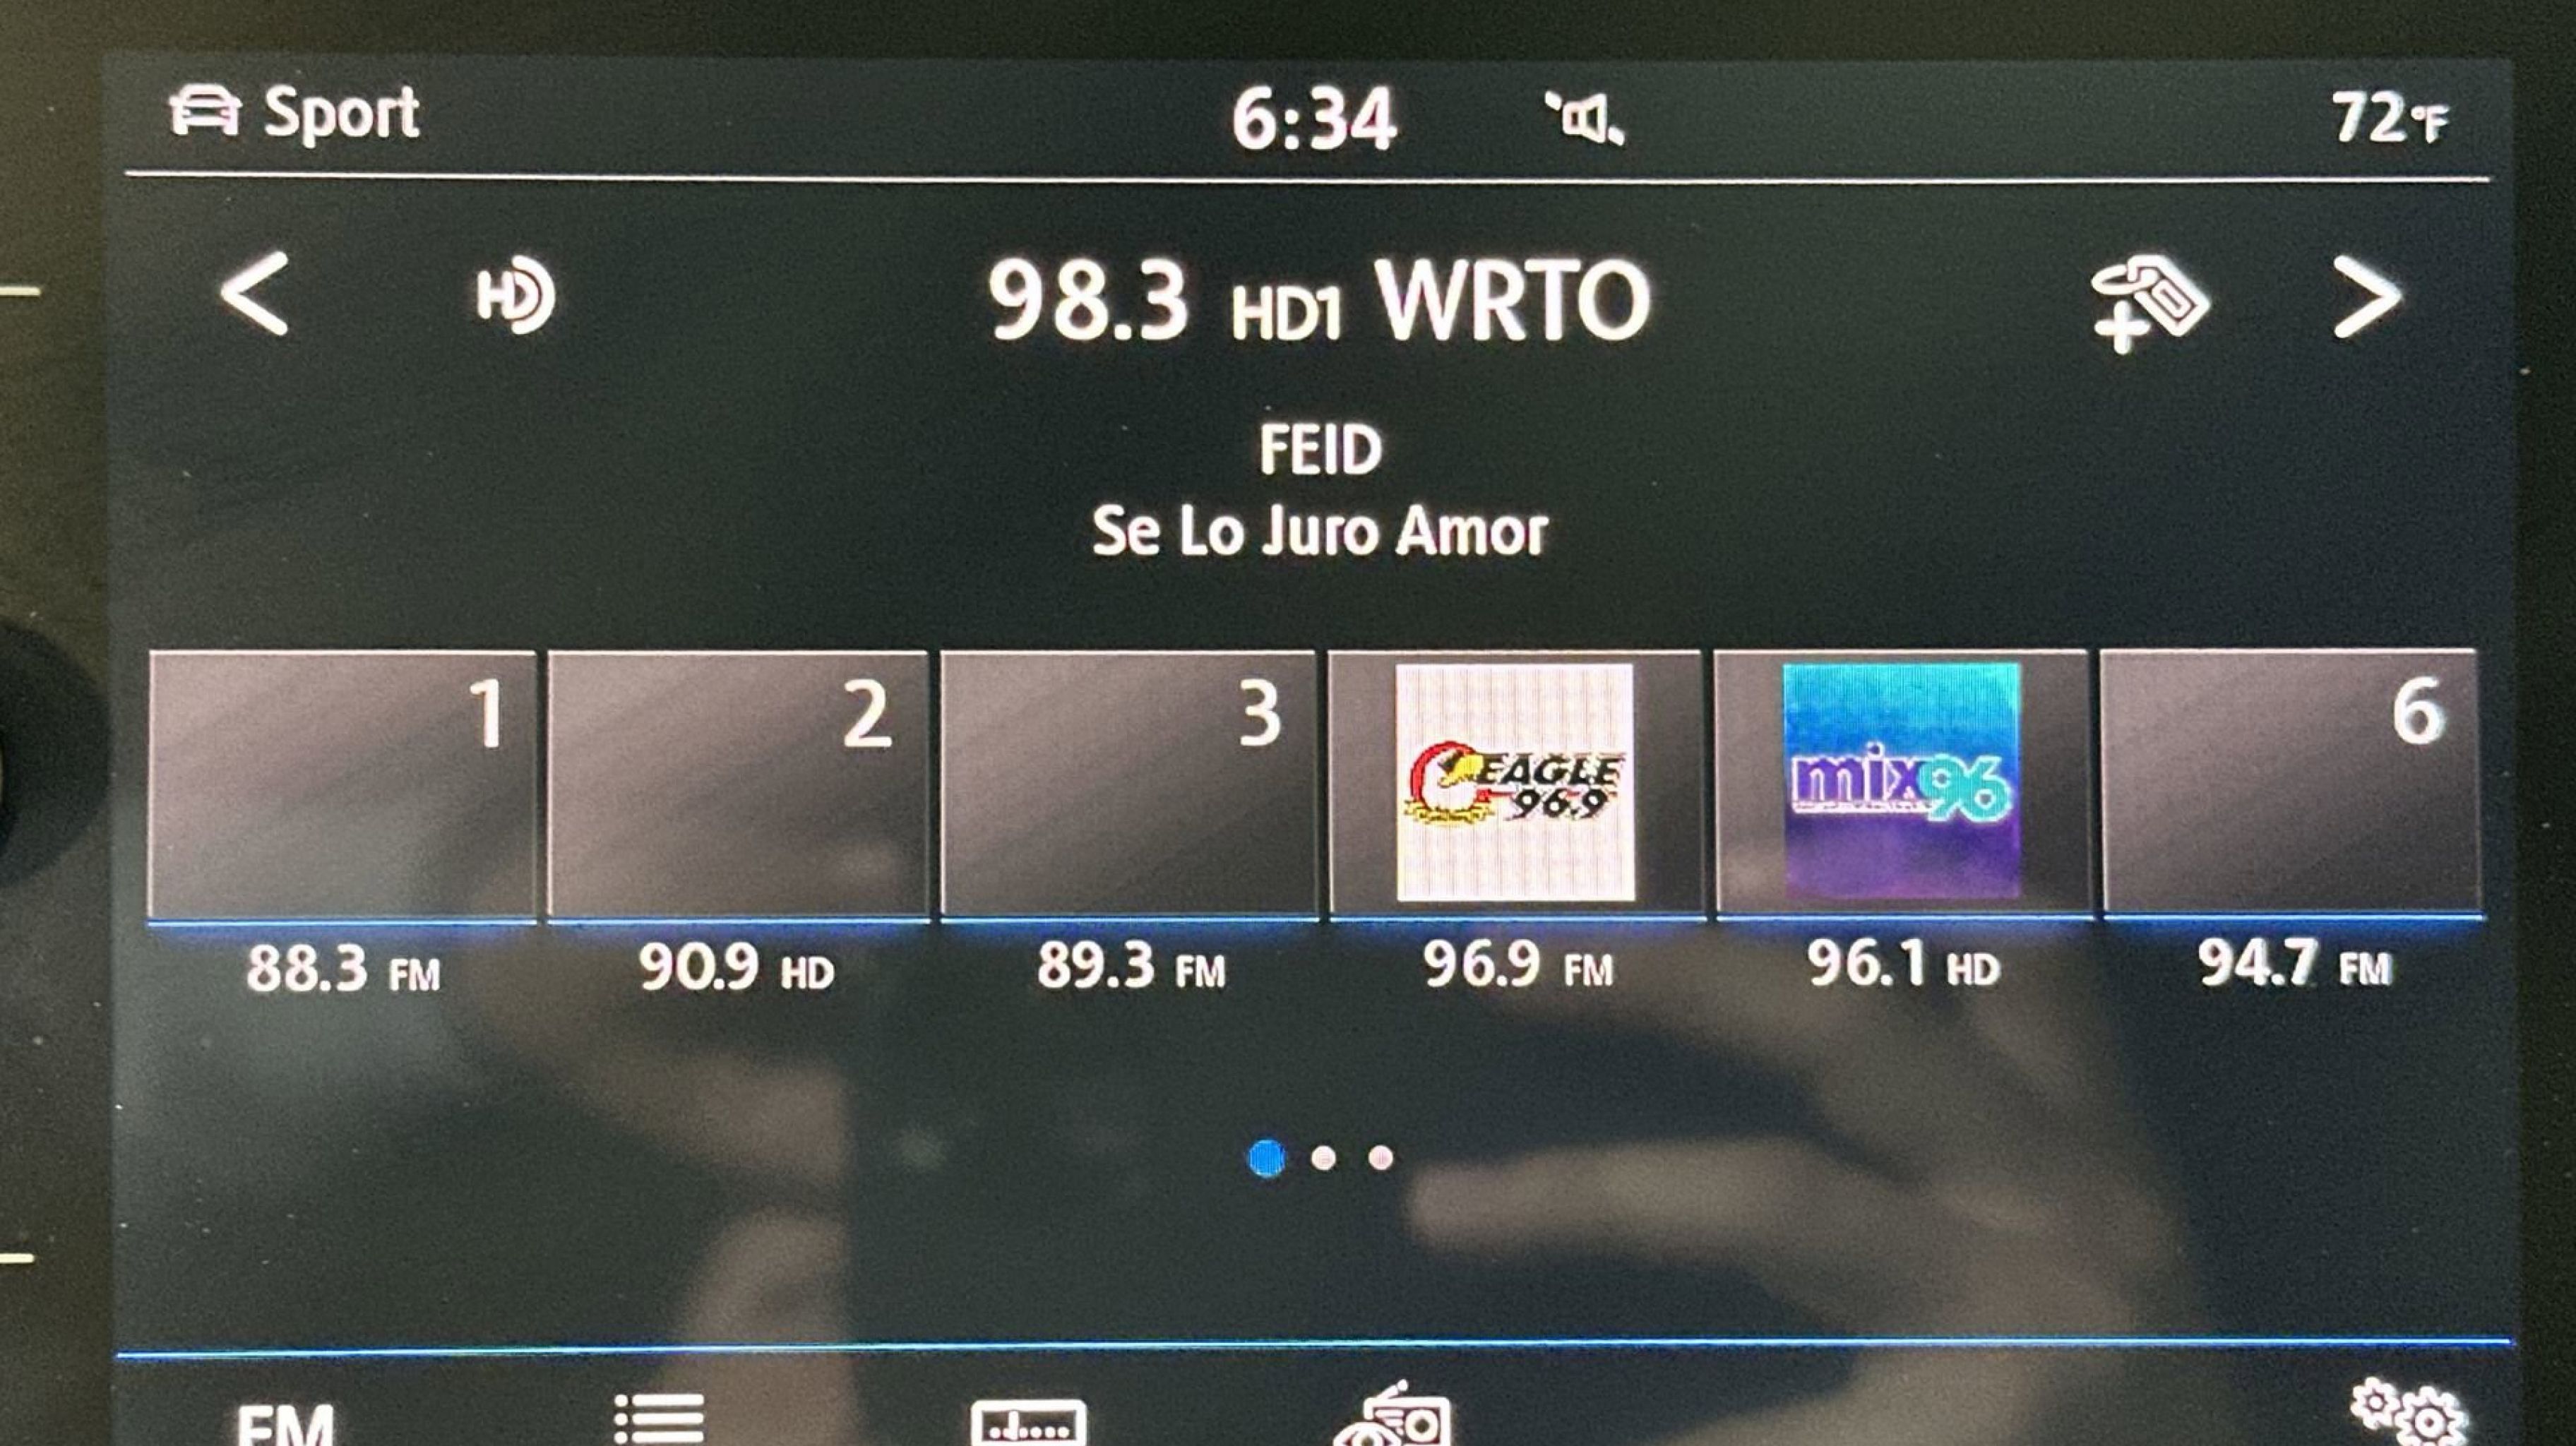 Sport 6:34 72°F
HD 98.3 HD1 WRTO
FEID
Se Lo Juro Amor
1 2 3 EAGLE 96.9 mix96 6
88.3 FM 90.9 HD 89.3 FM 96.9 FM 96.1 HD 94.7 FM
FM